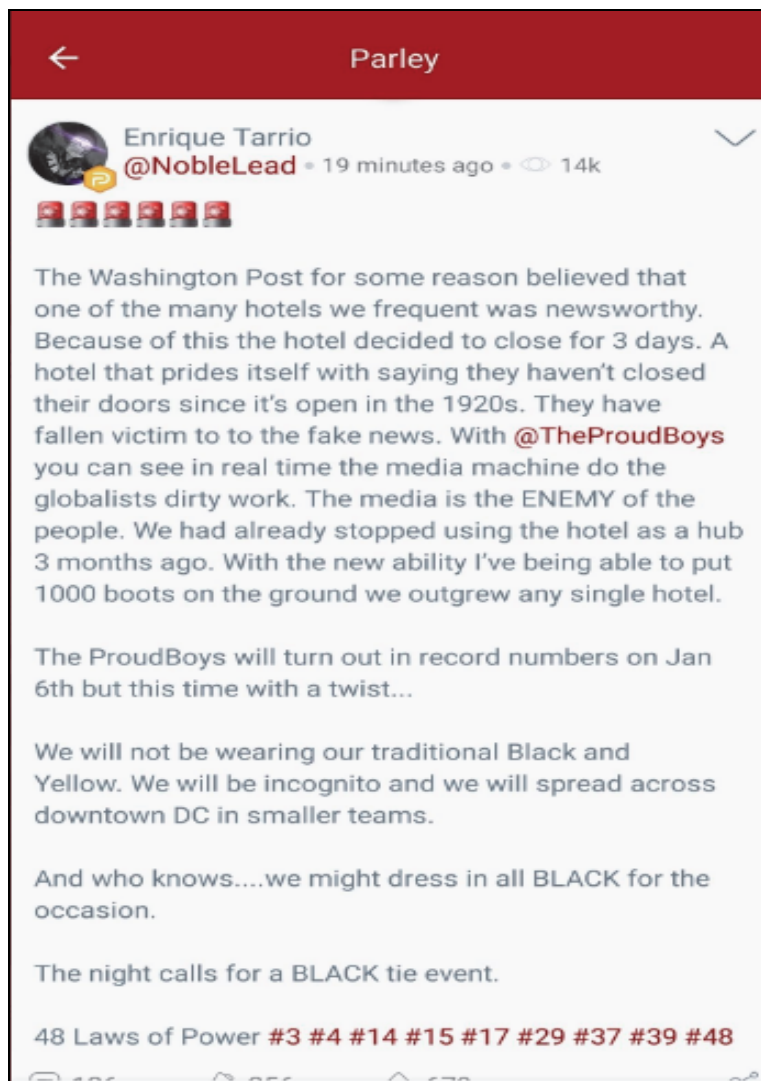 Parley
Enrique Tarrio
@NobleLead • 19 minutes ago • 14k
The Washington Post for some reason believed that
one of the many hotels we frequent was newsworthy.
Because of this the hotel decided to close for 3 days. A
hotel that prides itself with saying they haven't closed
their doors since it's open in the 1920s. They have
fallen victim to to the fake news. With @TheProudBoys
you can see in real time the media machine do the
globalists dirty work. The media is the ENEMY of the
people. We had already stopped using the hotel as a hub
3 months ago. With the new ability I've being able to put
1000 boots on the ground we outgrew any single hotel.
The ProudBoys will turn out in record numbers on Jan
6th but this time with a twist...
We will not be wearing our traditional Black and
Yellow. We will be incognito and we will spread across
downtown DC in smaller teams.
And who knows....we might dress in all BLACK for the
occasion.
The night calls for a BLACK tie event.
48 Laws of Power #3 #4 #14 #15 #17 #29 #37 #39 #48